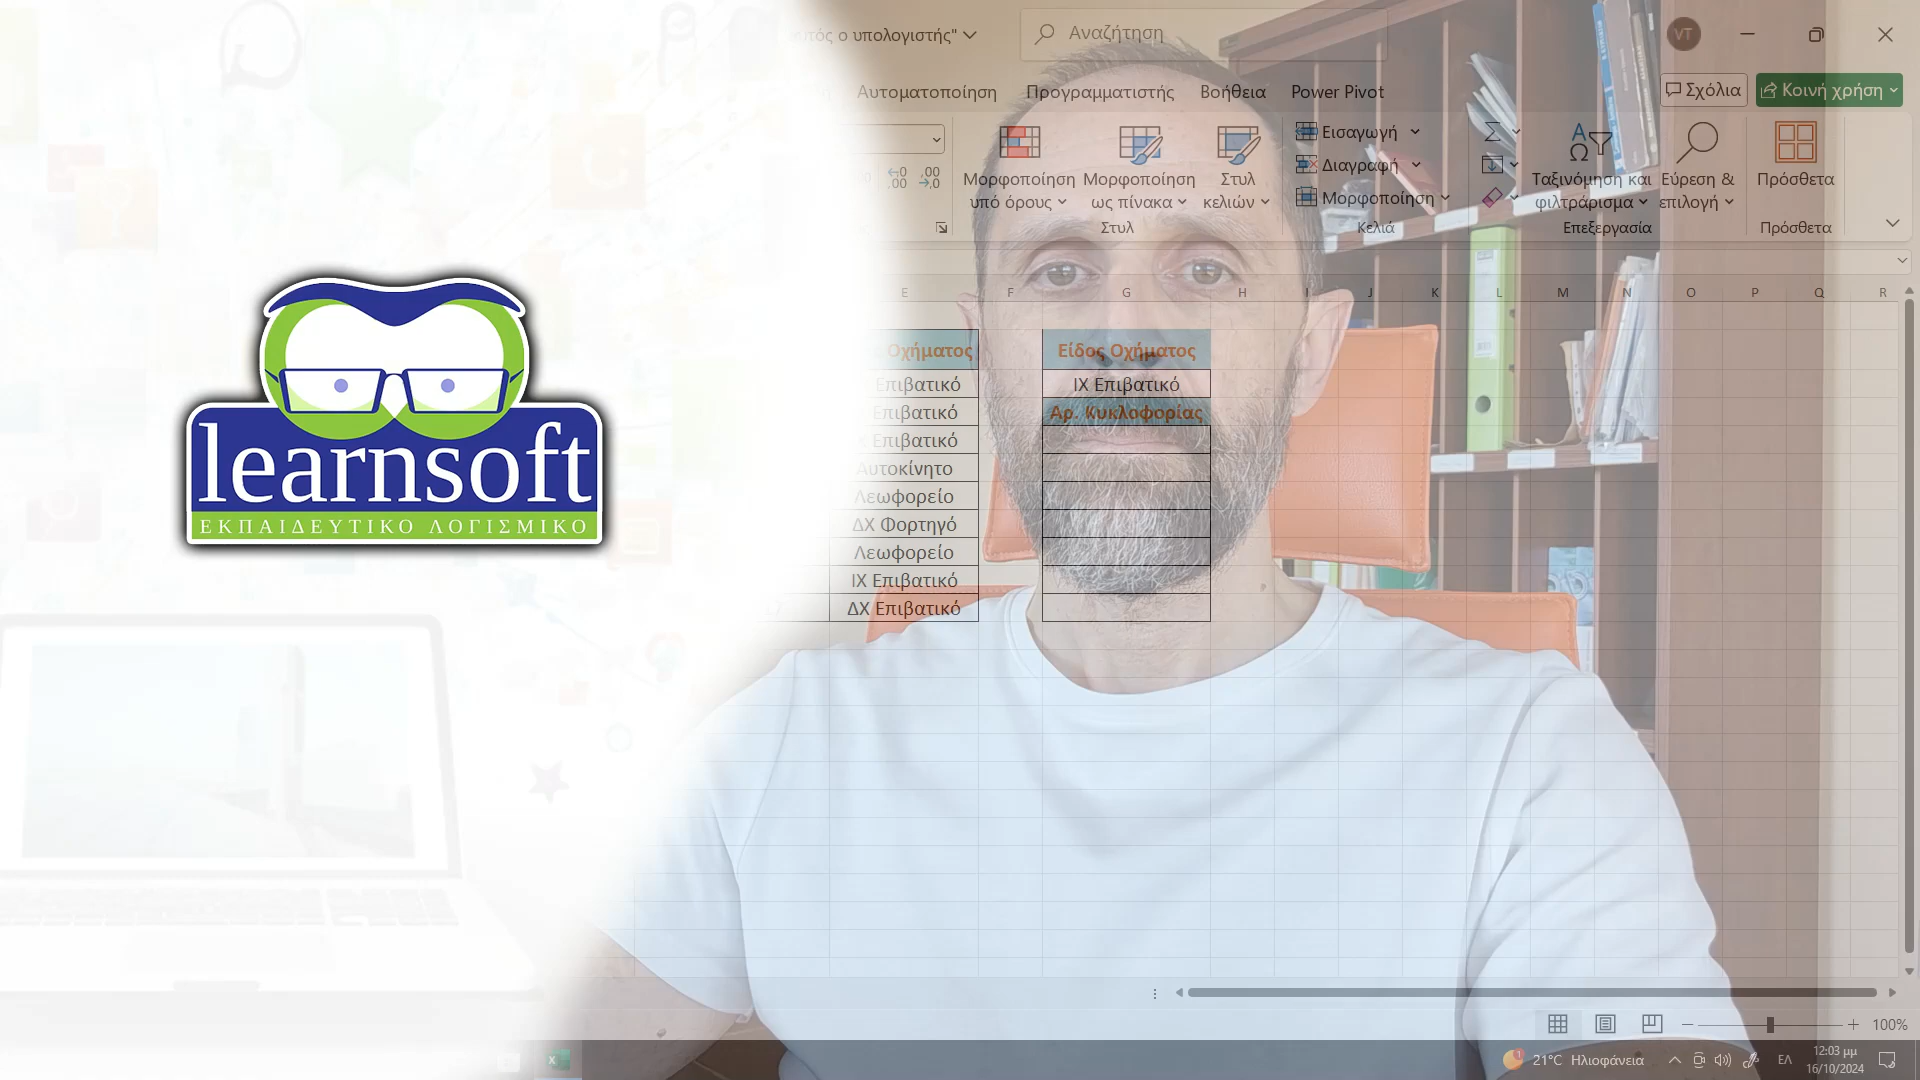 υπολογιστής"
Αναζήτηση
VT
Αυτοματοποίηση
Προγραμματιστής
Βοήθεια
Power Pivot
Σχόλια
Κοινή χρήση
Μορφοποίηση
υπό όρους
Μορφοποίηση
ως πίνακα
Στυλ
κελιών
Στυλ
Εισαγωγή
Διαγραφή
Μορφοποίηση
Κελιά
Ταξινόμηση και
φιλτράρισμα
Εύρεση &
επιλογή
Επεξεργασία
Πρόσθετα
Πρόσθετα
E F G H I J K L M N O P Q R
Οχήματος
Επιβατικό
Επιβατικό
Επιβατικό
Αυτοκίνητο
Λεωφορείο
ΔΧ Φορτηγό
Λεωφορείο
ΙΧ Επιβατικό
ΔΧ Επιβατικό
Είδος Οχήματος
ΙΧ Επιβατικό
Αρ. Κυκλοφορίας
learnsoft
ΕΚΠΑΙΔΕΥΤΙΚΟ ΛΟΓΙΣΜΙΚΟ
100%
21°C Ηλιοφάνεια
ΕΛ
12:03 μμ
16/10/2024